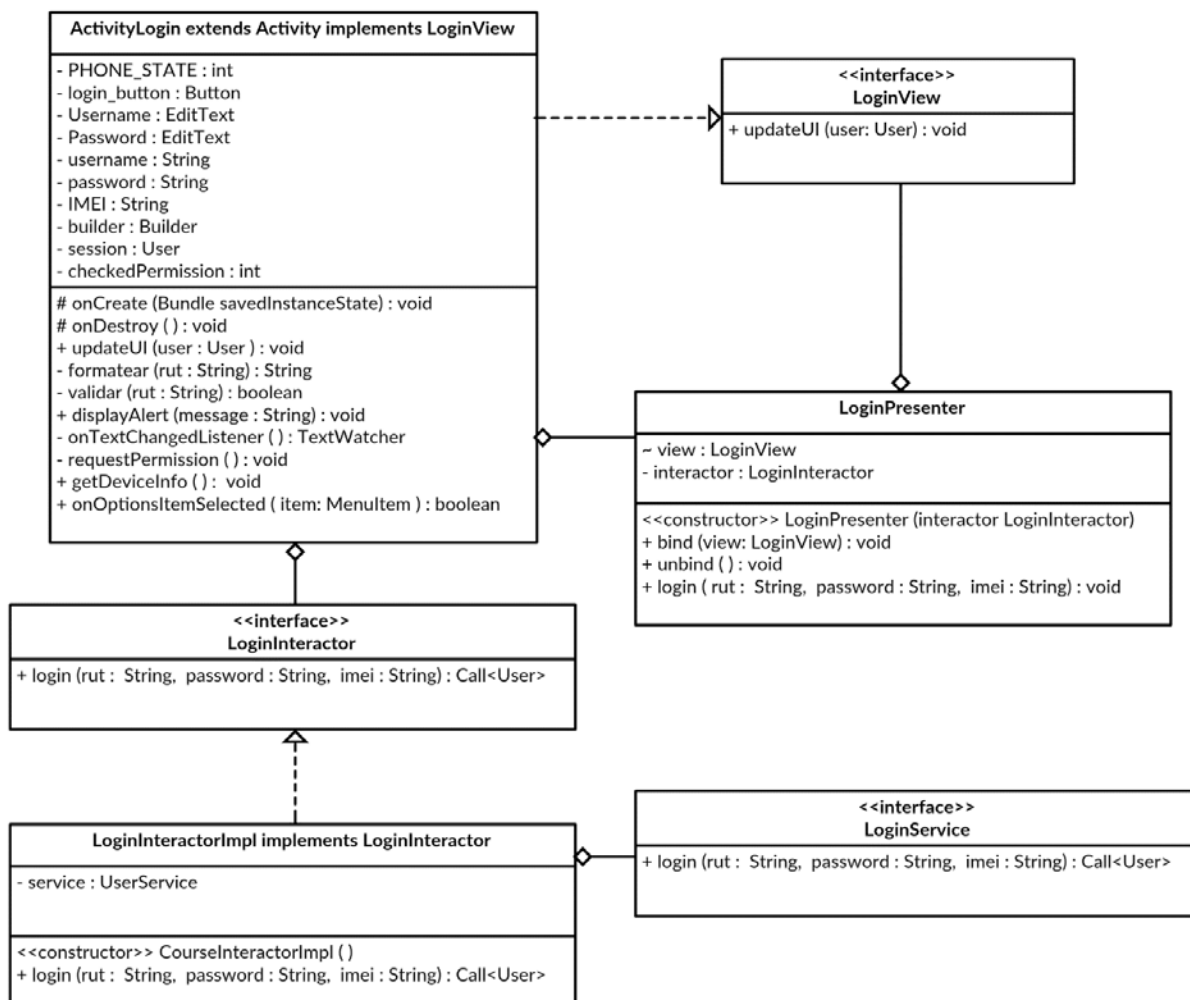 ActivityLogin extends Activity implements LoginView
- PHONE_STATE : int
- login_button : Button
- Username : EditText
- Password : EditText
- username : String
- password : String
- IMEI : String
- builder : Builder
- session : User
- checkedPermission : int
# onCreate (Bundle savedInstanceState) : void
# onDestroy ( ) : void
+ updateUI (user : User ) : void
- formatear (rut : String) : String
- validar (rut : String) : boolean
+ displayAlert (message : String) : void
- onTextChangedListener ( ) : TextWatcher
- requestPermission ( ) : void
+ getDeviceInfo ( ) :  void
+ onOptionsItemSelected ( item: MenuItem ) : boolean
<<interface>>
LoginView
+ updateUI (user: User) : void
LoginPresenter
~ view : LoginView
- interactor : LoginInteractor
<<constructor>> LoginPresenter (interactor LoginInteractor)
+ bind (view: LoginView) : void
+ unbind ( ) : void
+ login ( rut :  String,  password : String,  imei : String) : void
<<interface>>
LoginInteractor
+ login (rut :  String,  password : String,  imei : String) : Call<User>
LoginInteractorImpl implements LoginInteractor
- service : UserService
<<constructor>> CourseInteractorImpl ( )
+ login (rut :  String,  password : String,  imei : String) : Call<User>
<<interface>>
LoginService
+ login (rut :  String,  password : String,  imei : String) : Call<User>